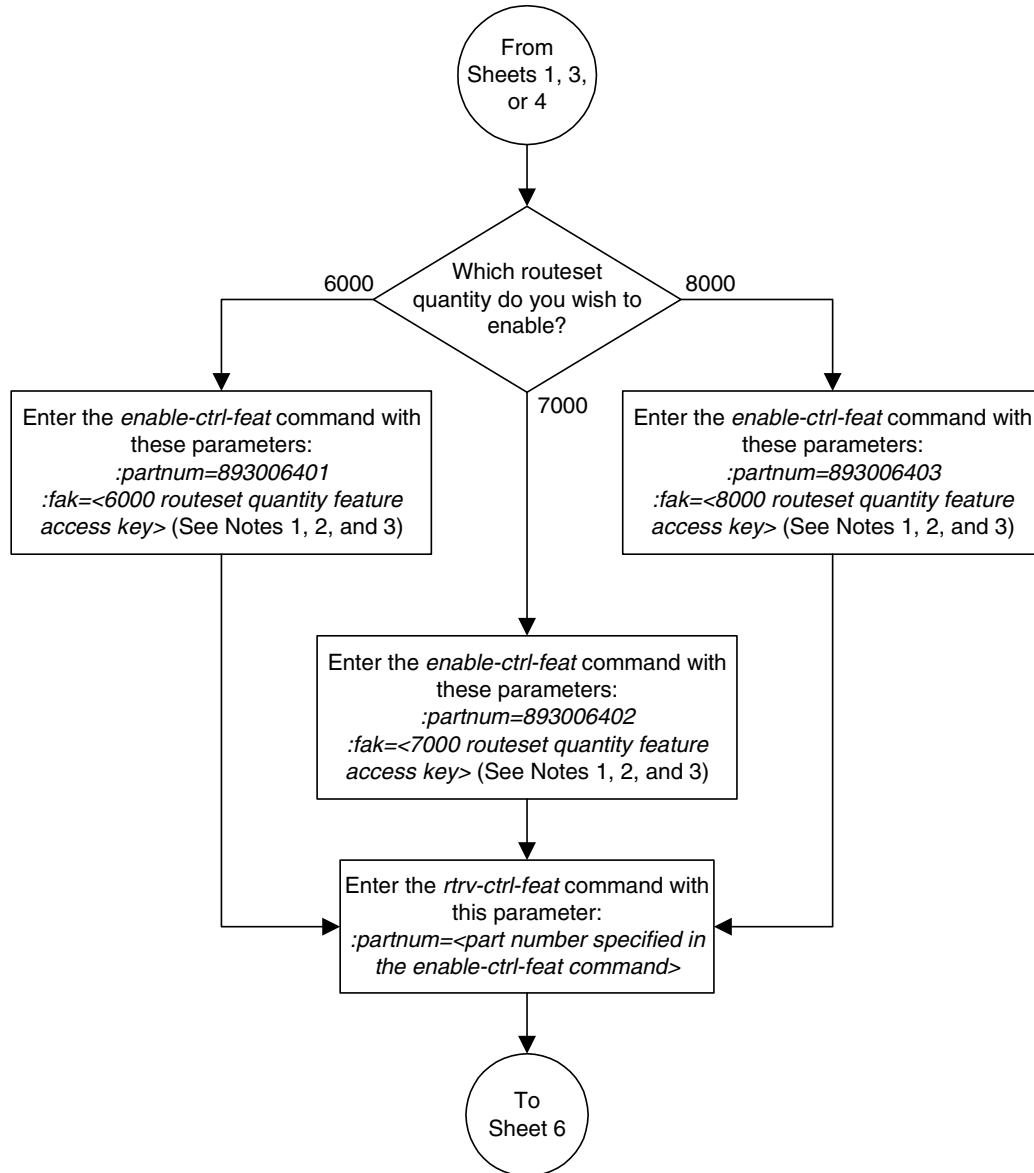 From
Sheets 1, 3,
or 4
Which routeset
quantity do you wish to
enable?
6000
8000
7000
Enter the enable-ctrl-feat command with
these parameters:
:partnum=893006401
:fak=<6000 routeset quantity feature
access key> (See Notes 1, 2, and 3)
Enter the enable-ctrl-feat command with
these parameters:
:partnum=893006403
:fak=<8000 routeset quantity feature
access key> (See Notes 1, 2, and 3)
Enter the enable-ctrl-feat command with
these parameters:
:partnum=893006402
:fak=<7000 routeset quantity feature
access key> (See Notes 1, 2, and 3)
Enter the rtrv-ctrl-feat command with
this parameter:
:partnum=<part number specified in
the enable-ctrl-feat command>
To
Sheet 6